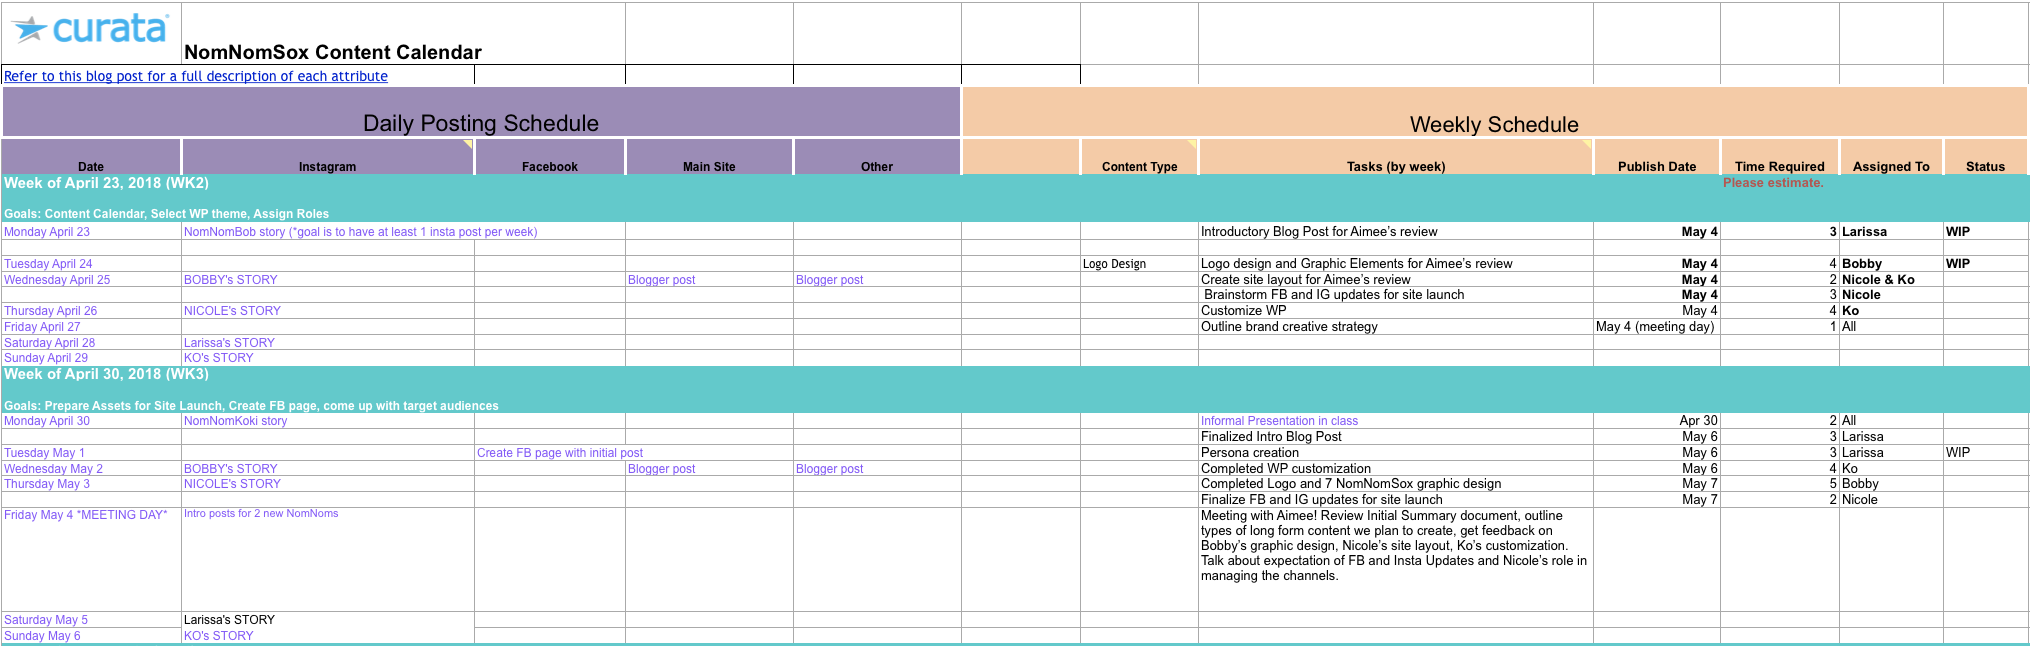 curata
NomNomSox Content Calendar
Refer to this blog post for a full description of each attribute
Daily Posting Schedule Weekly Schedule
Date Instagram Facebook Main Site Other Content Type Tasks (by week) Publish Date Time Required Assigned To Status
Week of April 23, 2018 (WK2) Please estimate.
Goals: Content Calendar, Select WP theme, Assign Roles
Monday April 23 NomNomBob story (*goal is to have at least 1 insta post per week) Introductory Blog Post for Aimee's review May 4 3 Larissa WIP
Tuesday April 24 Logo Design Logo design and Graphic Elements for Aimee's review May 4 4 Bobby WIP
Wednesday April 25 BOBBY's STORY Blogger post Blogger post Create site layout for Aimee's review May 4 2 Nicole & Ko
Brainstorm FB and IG updates for site launch May 4 3 Nicole
Thursday April 26 NICOLE's STORY Customize WP May 4 4 Ko
Friday April 27 Outline brand creative strategy May 4 (meeting day) 1 All
Saturday April 28 Larissa's STORY
Sunday April 29 KO's STORY
Week of April 30, 2018 (WK3)
Goals: Prepare Assets for Site Launch, Create FB page, come up with target audiences
Monday April 30 NomNomKoki story Informal Presentation in class Apr 30 2 All
Finalized Intro Blog Post May 6 3 Larissa
Tuesday May 1 Create FB page with initial post Persona creation May 6 3 Larissa WIP
Wednesday May 2 BOBBY's STORY Blogger post Blogger post Completed WP customization May 6 4 Ko
Thursday May 3 NICOLE's STORY Completed Logo and 7 NomNomSox graphic design May 7 5 Bobby
Finalize FB and IG updates for site launch May 7 2 Nicole
Friday May 4 *MEETING DAY* Intro posts for 2 new NomNoms Meeting with Aimee! Review Initial Summary document, outline
types of long form content we plan to create, get feedback on
Bobby's graphic design, Nicole's site layout, Ko's customization.
Talk about expectation of FB and Insta Updates and Nicole's role in
managing the channels.
Saturday May 5 Larissa's STORY
Sunday May 6 KO's STORY